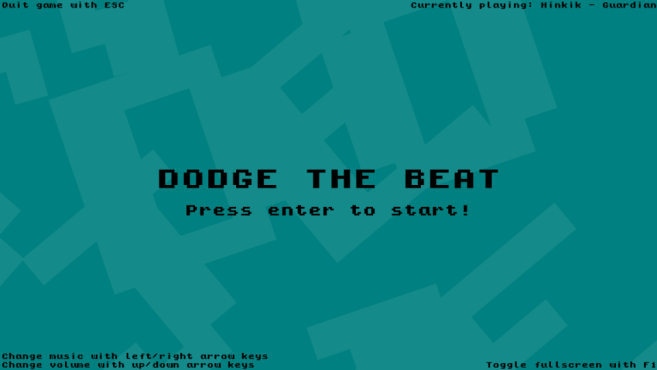 Quit game with ESC
Currently playing: Hinkik - Guardian
DODGE THE BEAT
Press enter to start!
Change music with left/right arrow keys
Change volume with up/down arrow keys
Toggle fullscreen with F1